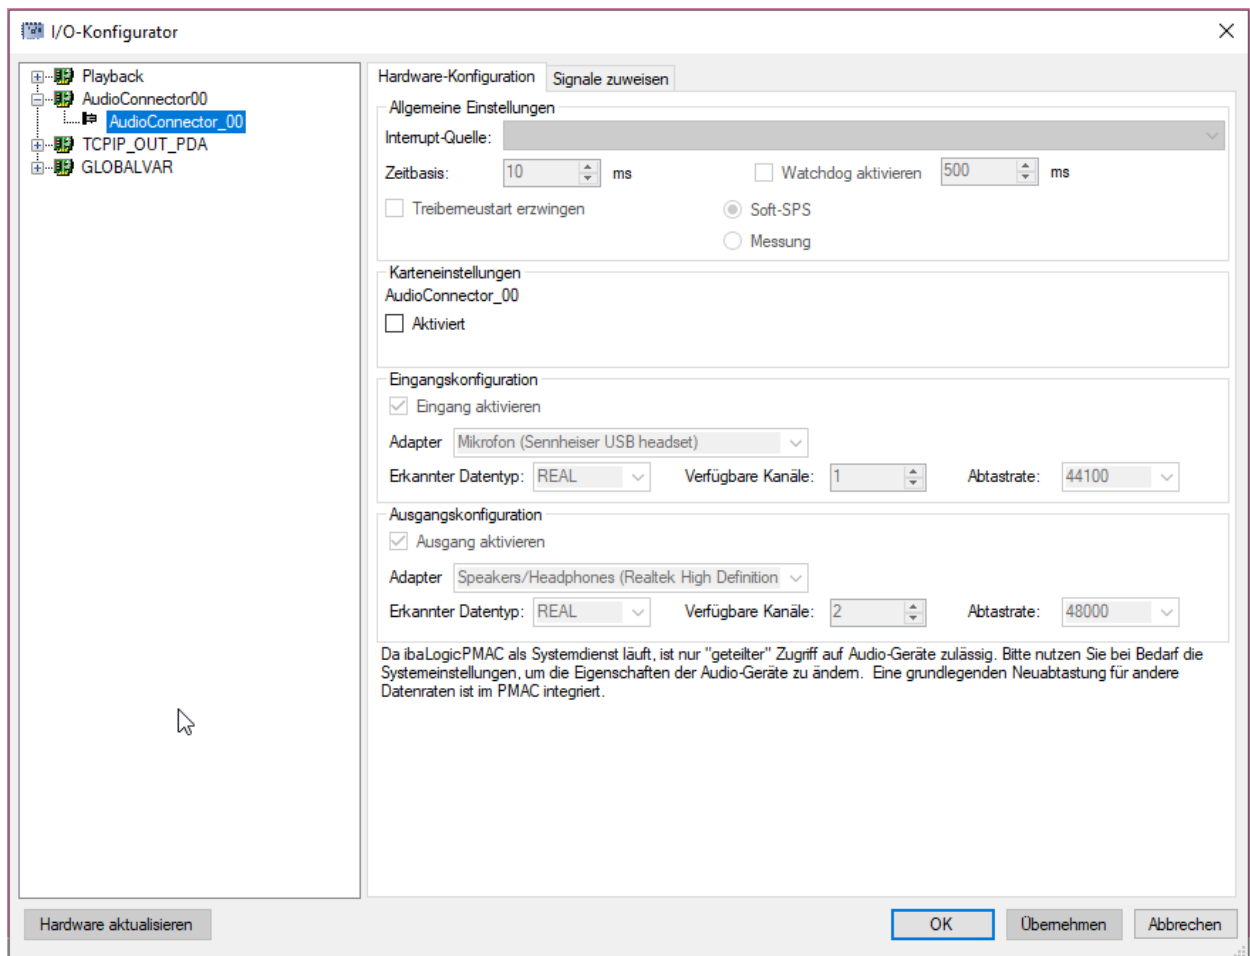 I/O-Konfigurator
Playback
AudioConnector00
AudioConnector_00
TCPIP_OUT_PDA
GLOBALVAR
Hardware-Konfiguration
Signale zuweisen
Allgemeine Einstellungen
Interrupt-Quelle:
Zeitbasis: 10 ms Watchdog aktivieren 500 ms
Treiberneustart erzwingen Soft-SPS
Messung
Karteneinstellungen
AudioConnector_00
Aktiviert
Eingangskonfiguration
Eingang aktivieren
Adapter Mikrofon (Sennheiser USB headset)
Erkannter Datentyp: REAL Verfügbare Kanäle: 1 Abtastrate: 44100
Ausgangskonfiguration
Ausgang aktivieren
Adapter Speakers/Headphones (Realtek High Definition
Erkannter Datentyp: REAL Verfügbare Kanäle: 2 Abtastrate: 48000
Da ibaLogicPMAC als Systemdienst läuft, ist nur "geteilter" Zugriff auf Audio-Geräte zulässig. Bitte nutzen Sie bei Bedarf die
Systemeinstellungen, um die Eigenschaften der Audio-Geräte zu ändern. Eine grundlegenden Neuabtastung für andere
Datenraten ist im PMAC integriert.
Hardware aktualisieren
OK
Übernehmen
Abbrechen